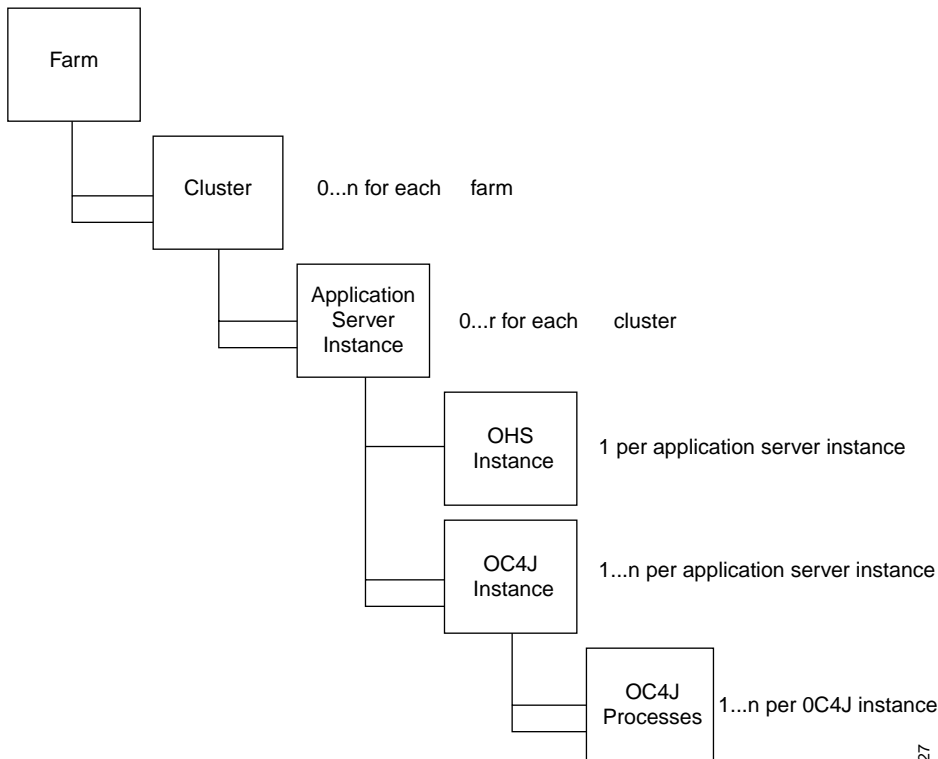 Farm
Cluster
0...n for each farm
Application
Server
Instance
0...r for each cluster
OHS
Instance
1 per application server instance
OC4J
Instance
1...n per application server instance
OC4J
Processes
1...n per 0C4J instance
27